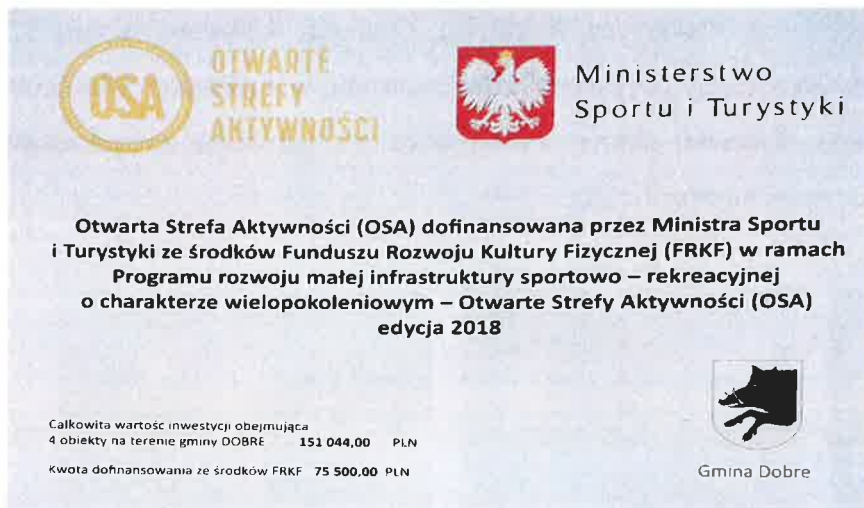 OSA
OTWARTE
STREFY
AKTYWNOŚCI
Ministerstwo
Sportu i Turystyki
Otwarta Strefa Aktywności (OSA) dofinansowana przez Ministra Sportu
i Turystyki ze środków Funduszu Rozwoju Kultury Fizycznej (FRKF) w ramach
Programu rozwoju małej infrastruktury sportowo – rekreacyjnej
o charakterze wielopokoleniowym – Otwarte Strefy Aktywności (OSA)
edycja 2018
Całkowita wartość inwestycji obejmująca
4 obiekty na terenie gminy DOBRE 151 044,00 PLN
Kwota dofinansowania ze środków FRKF 75 500,00 PLN
Gmina Dobre